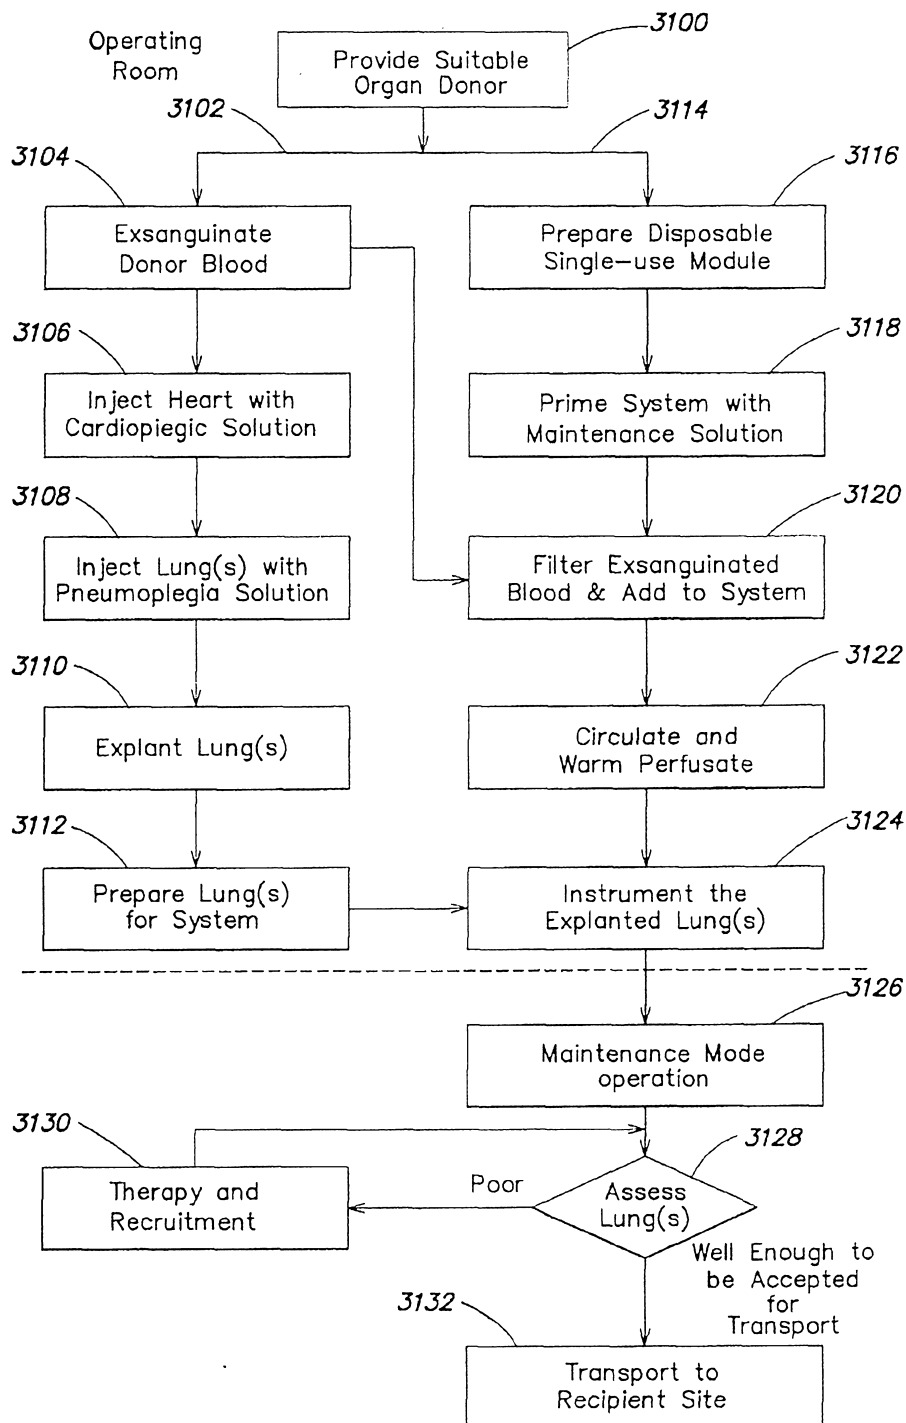 3100
Operating
Room
Provide Suitable
Organ Donor
3102
3114
3104
3116
Exsanguinate
Donor Blood
Prepare Disposable
Single-use Module
3106
3118
Inject Heart with
Cardiopiegic Solution
Prime System with
Maintenance Solution
3108
3120
Inject Lung(s) with
Pneumoplegia Solution
Filter Exsanguinated
Blood & Add to System
3110
3122
Explant Lung(s)
Circulate and
Warm Perfusate
3112
3124
Prepare Lung(s)
for System
Instrument the
Explanted Lung(s)
3126
Maintenance Mode
operation
3130
3128
Therapy and
Recruitment
Poor
Assess
Lung(s)
Well Enough to
be Accepted
for
Transport
3132
Transport to
Recipient Site